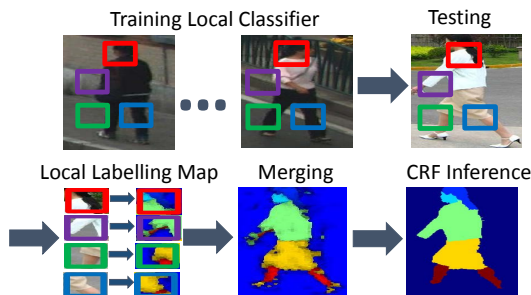 Training Local Classifier
Testing
Local Labelling Map
Merging
CRF Inference